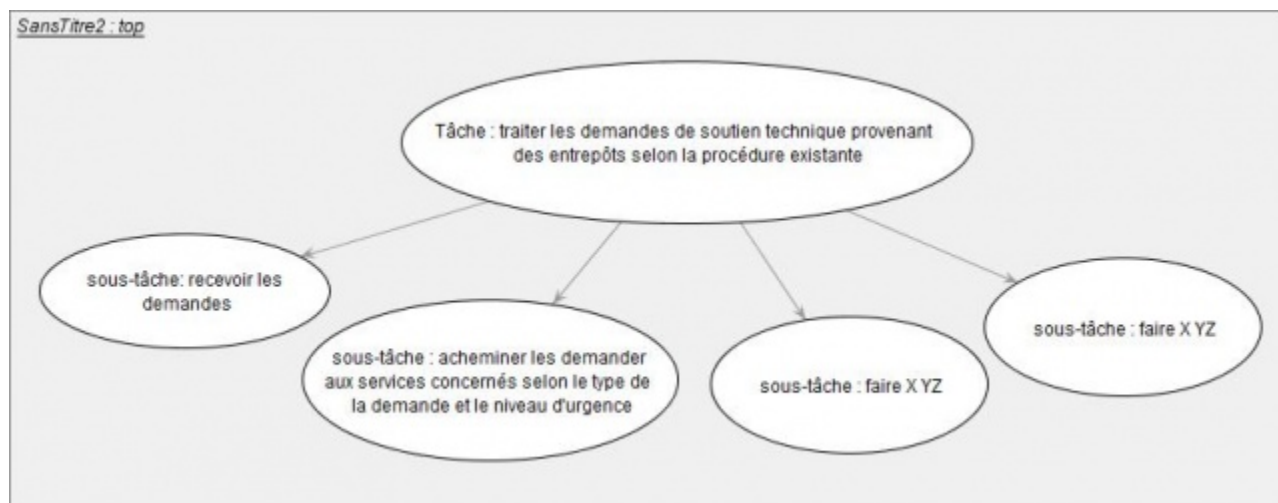 SansTitre2 : top
Tâche : traiter les demandes de soutien technique provenant
des entrepôts selon la procédure existante
sous-tâche: recevoir les
demandes
sous-tâche : acheminer les demander
aux services concernés selon le type de
la demande et le niveau d'urgence
sous-tâche : faire X YZ
sous-tâche : faire X YZ